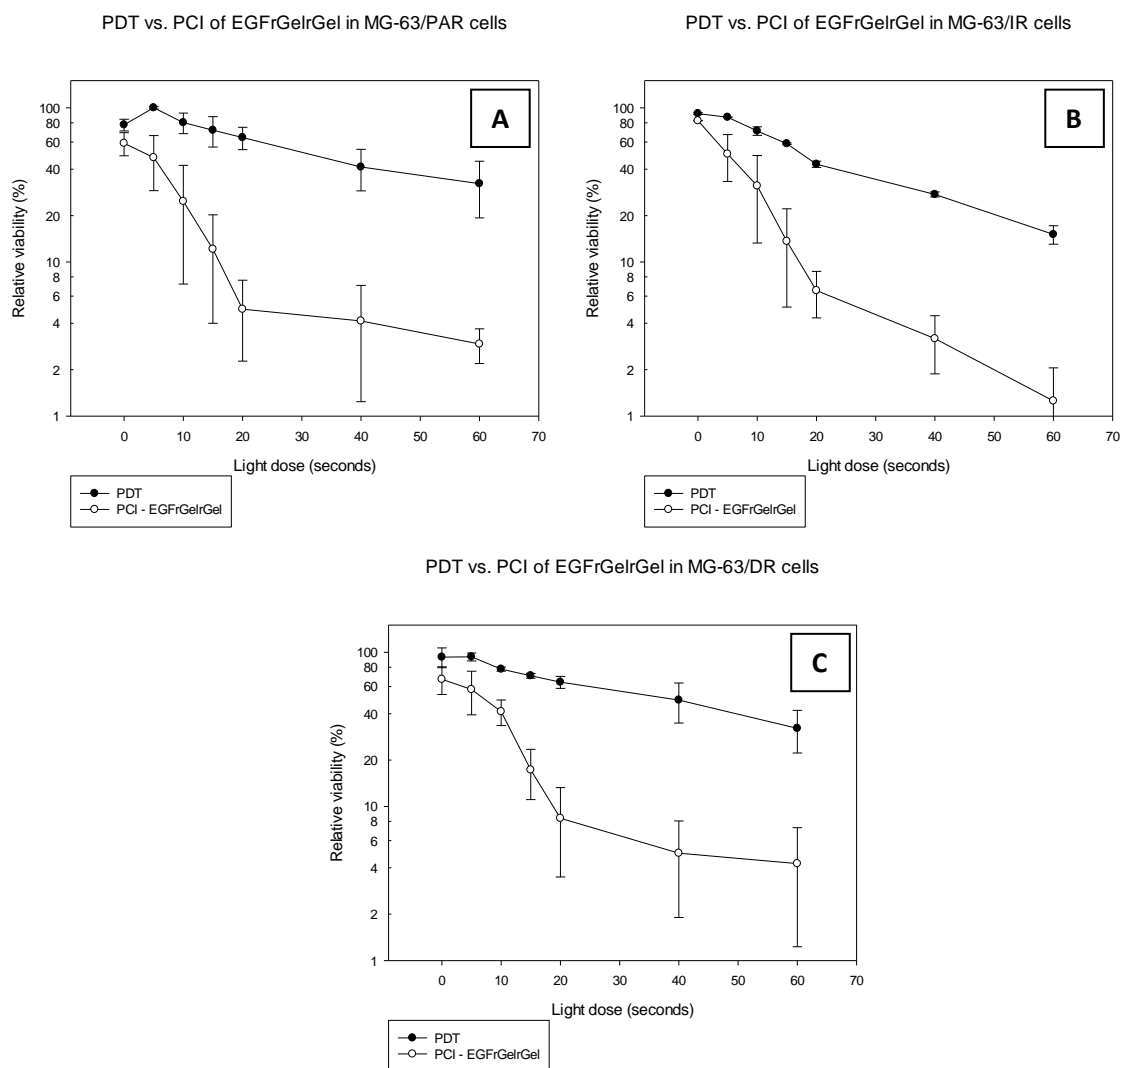 PDT vs. PCI of EGFrGelrGel in MG-63/PAR cells
A
Relative viability (%)
100
80
60
40
20
10
8
6
4
2
1
0 10 20 30 40 50 60 70
Light dose (seconds)
PDT
PCI - EGFrGelrGel
PDT vs. PCI of EGFrGelrGel in MG-63/IR cells
B
Relative viability (%)
100
80
60
40
20
10
8
6
4
2
1
0 10 20 30 40 50 60 70
Light dose (seconds)
PDT
PCI - EGFrGelrGel
PDT vs. PCI of EGFrGelrGel in MG-63/DR cells
C
Relative viability (%)
100
80
60
40
20
10
8
6
4
2
1
0 10 20 30 40 50 60 70
Light dose (seconds)
PDT
PCI - EGFrGelrGel